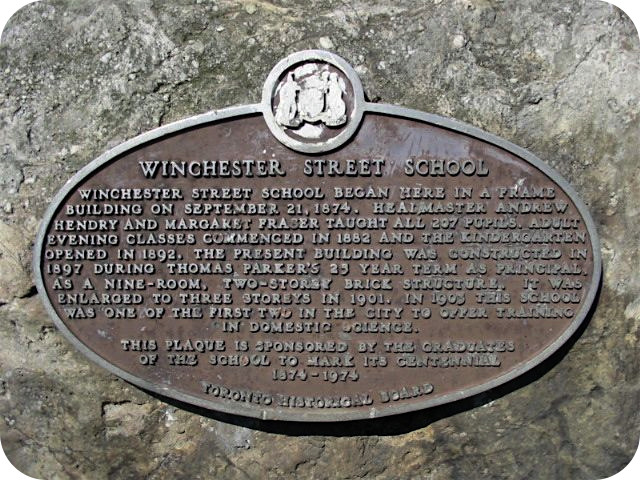 WINCHESTER STREET SCHOOL
WINCHESTER STREET SCHOOL BEGAN HERE IN A FRAME
BUILDING ON SEPTEMBER 21, 1874. HEADMASTER ANDREW
HENDRY AND MARGARET FRASER TAUGHT ALL 207 PUPILS. ADULT
EVENING CLASSES COMMENCED IN 1882 AND THE KINDERGARTEN
OPENED IN 1892. THE PRESENT BUILDING WAS CONSTRUCTED IN
1897 DURING THOMAS PARKER'S 25 YEAR TERM AS PRINCIPAL,
AS A NINE-ROOM, TWO-STOREY BRICK STRUCTURE. IT WAS
ENLARGED TO THREE STOREYS IN 1901. IN 1903 THIS SCHOOL
WAS ONE OF THE FIRST TWO IN THE CITY TO OFFER TRAINING
IN DOMESTIC SCIENCE.
THIS PLAQUE IS SPONSORED BY THE GRADUATES
OF THE SCHOOL TO MARK ITS CENTENNIAL
1874-1974
TORONTO HISTORICAL BOARD